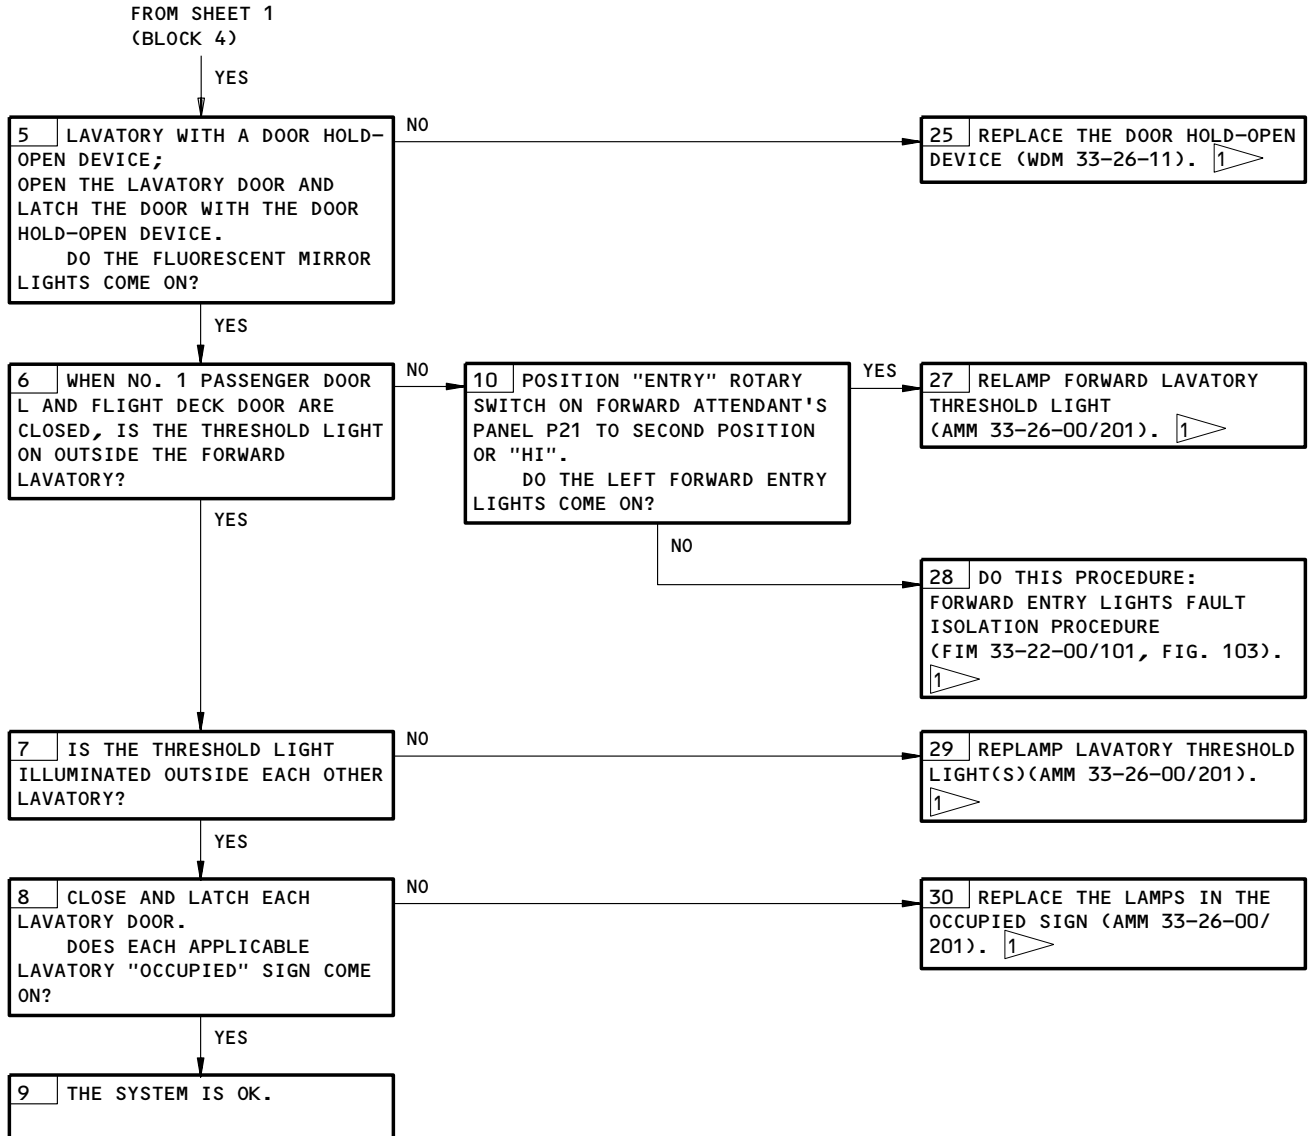 FROM SHEET 1
(BLOCK 4)
YES
5 LAVATORY WITH A DOOR HOLD-
OPEN DEVICE;
OPEN THE LAVATORY DOOR AND
LATCH THE DOOR WITH THE DOOR
HOLD-OPEN DEVICE.
DO THE FLUORESCENT MIRROR
LIGHTS COME ON?
NO
25 REPLACE THE DOOR HOLD-OPEN
DEVICE (WDM 33-26-11). 1
YES
6 WHEN NO. 1 PASSENGER DOOR
L AND FLIGHT DECK DOOR ARE
CLOSED, IS THE THRESHOLD LIGHT
ON OUTSIDE THE FORWARD
LAVATORY?
NO
10 POSITION "ENTRY" ROTARY
SWITCH ON FORWARD ATTENDANT'S
PANEL P21 TO SECOND POSITION
OR "HI".
DO THE LEFT FORWARD ENTRY
LIGHTS COME ON?
YES
27 RELAMP FORWARD LAVATORY
THRESHOLD LIGHT
(AMM 33-26-00/201). 1
NO
28 DO THIS PROCEDURE:
FORWARD ENTRY LIGHTS FAULT
ISOLATION PROCEDURE
(FIM 33-22-00/101, FIG. 103).
1
YES
7 IS THE THRESHOLD LIGHT
ILLUMINATED OUTSIDE EACH OTHER
LAVATORY?
NO
29 REPLAMP LAVATORY THRESHOLD
LIGHT(S)(AMM 33-26-00/201).
1
YES
8 CLOSE AND LATCH EACH
LAVATORY DOOR.
DOES EACH APPLICABLE
LAVATORY "OCCUPIED" SIGN COME
ON?
NO
30 REPLACE THE LAMPS IN THE
OCCUPIED SIGN (AMM 33-26-00/
201). 1
YES
9 THE SYSTEM IS OK.